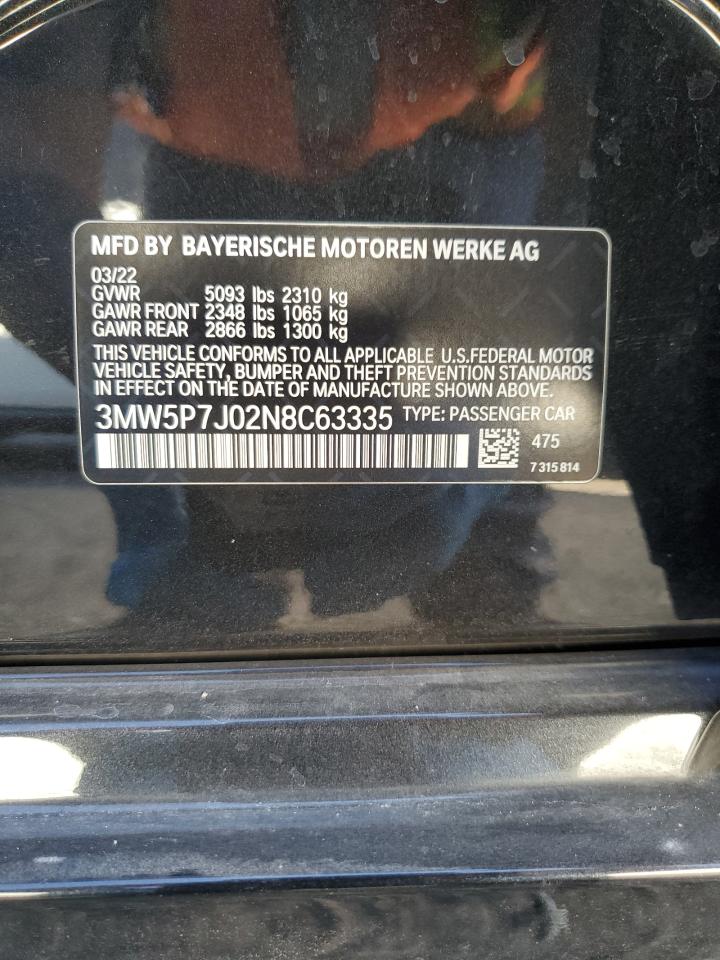 MFD BY BAYERISCHE MOTOREN WERKE AG
03/22
GVWR 5093 lbs 2310 kg
GAWR FRONT 2348 lbs 1065 kg
GAWR REAR 2866 lbs 1300 kg
THIS VEHICLE CONFORMS TO ALL APPLICABLE U.S.FEDERAL MOTOR
VEHICLE SAFETY, BUMPER AND THEFT PREVENTION STANDARDS
IN EFFECT ON THE DATE OF MANUFACTURE SHOWN ABOVE.
3MW5P7J02N8C63335 TYPE: PASSENGER CAR
475
7 315 814